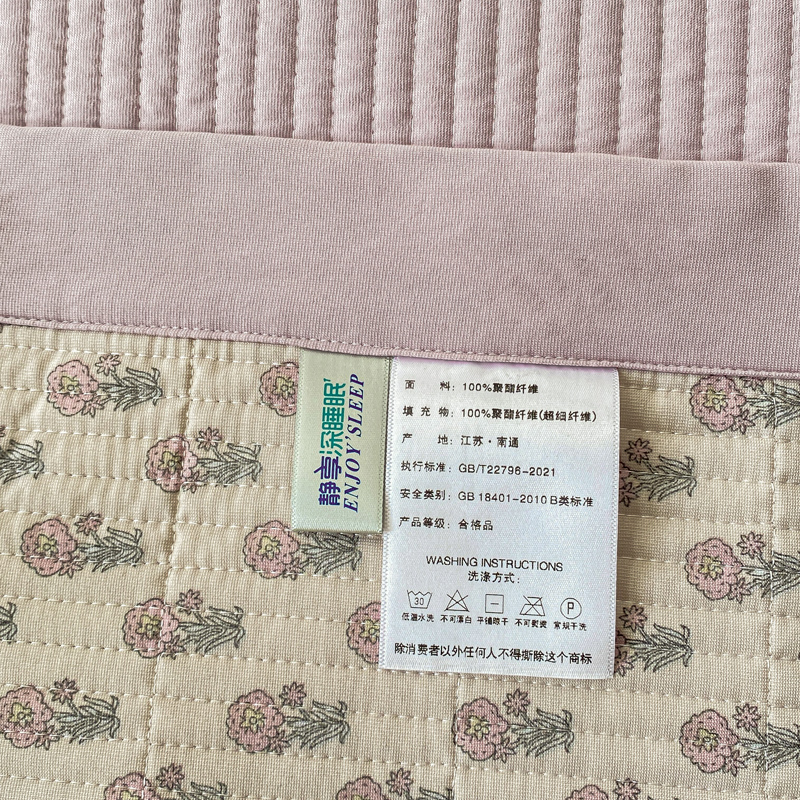 静享深睡眠
ENJOY'SLEEP
面 料: 100%聚酯纤维
填 充 物: 100%聚酯纤维(超细纤维)
产 地: 江苏·南通
执行标准: GB/T22796-2021
安全类别: GB 18401-2010 B类标准
产品等级: 合格品
WASHING INSTRUCTIONS
洗涤方式:
30 P
低温水洗 不可漂白 平铺晾干 不可熨烫 常规干洗
除消费者以外任何人不得撕除这个商标